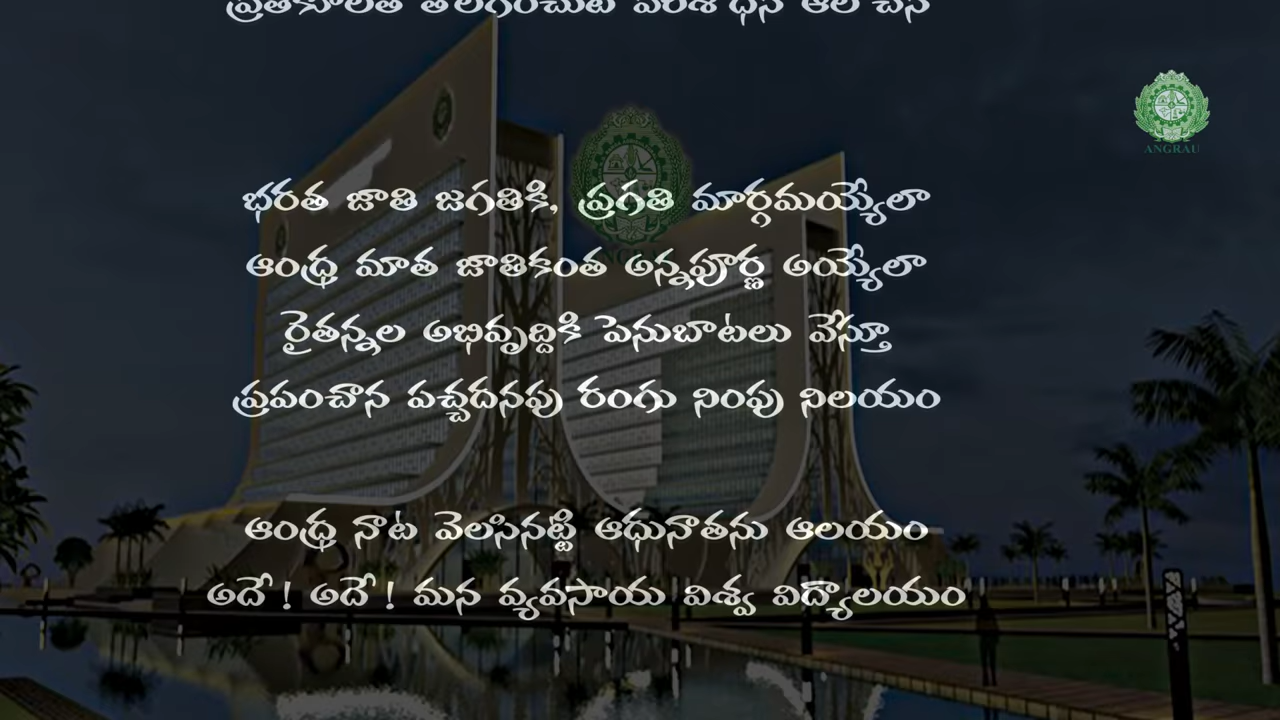 ANGRAU
భరత జాతి జగతికి, ప్రగతి మార్గమయ్యేలా
ఆంధ్ర మాత జాతికంత అన్నపూర్ణ అయ్యేలా
రైతన్నల అభివృద్దికి పెనుబాటలు వేస్తూ
ప్రపంచాన పచ్చదనపు రంగు నింపు నిలయం
ఆంధ్ర నాట వెలసినట్టి ఆధునాతను ఆలయం
అదే ! అదే ! మన వ్యవసాయ విశ్వ విద్యాలయం